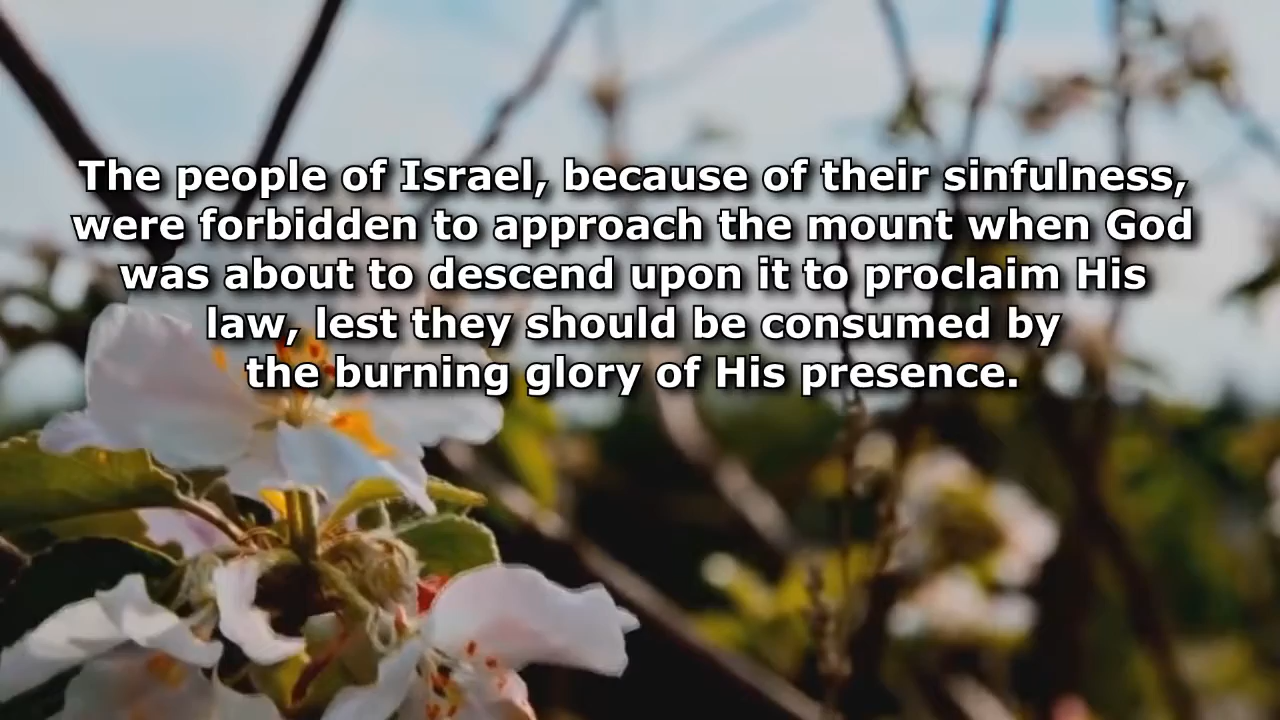 The people of Israel, because of their sinfulness,
were forbidden to approach the mount when God
was about to descend upon it to proclaim His
law, lest they should be consumed by
the burning glory of His presence.